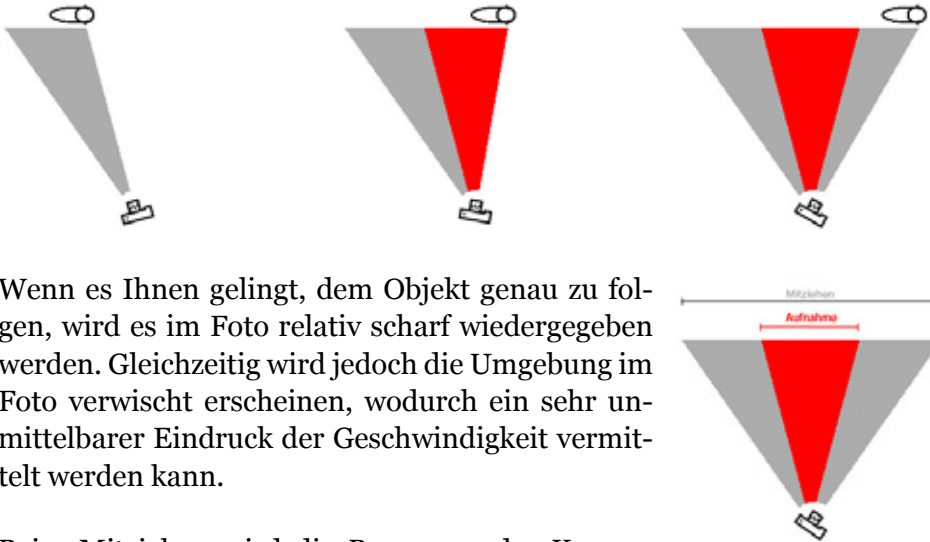 Wenn es Ihnen gelingt, dem Objekt genau zu fol-
gen, wird es im Foto relativ scharf wiedergegeben
werden. Gleichzeitig wird jedoch die Umgebung im
Foto verwischt erscheinen, wodurch ein sehr un-
mittelbarer Eindruck der Geschwindigkeit vermit-
telt werden kann.
Mitziehen
Aufnahme